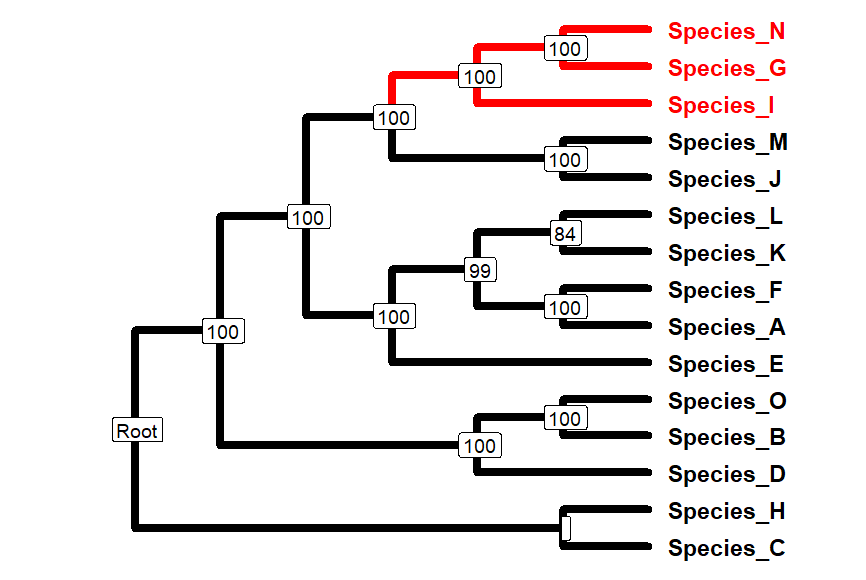 Species_N
100
Species_G
100
Species_I
100
Species_M
100
Species_J
Species_L
100
84
Species_K
99
Species_F
100
100
Species_A
100
Species_E
Species_O
100
Root
Species_B
100
Species_D
Species_H
Species_C